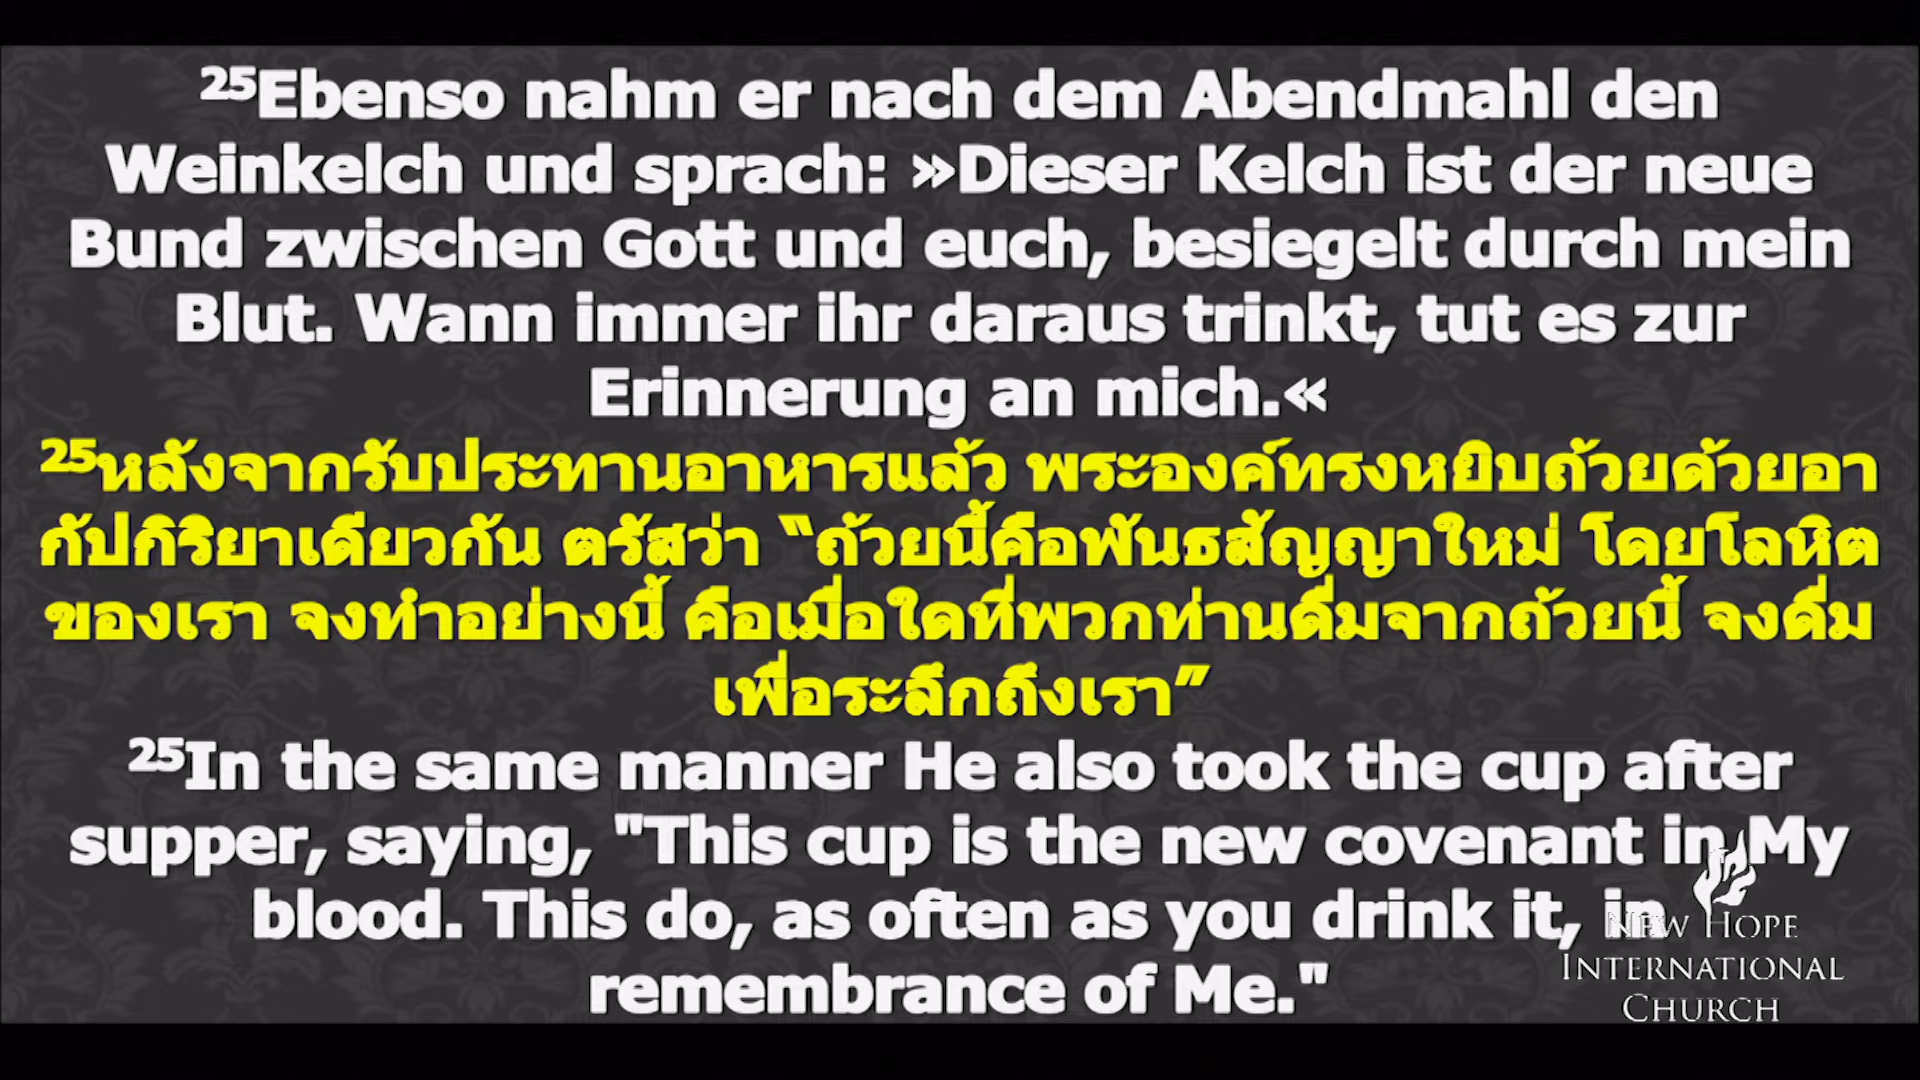 ²⁵Ebenso nahm er nach dem Abendmahl den
Weinkelch und sprach: »Dieser Kelch ist der neue
Bund zwischen Gott und euch, besiegelt durch mein
Blut. Wann immer ihr daraus trinkt, tut es zur
Erinnerung an mich.«
²⁵หลังจากรับประทานอาหารแล้ว พระองค์ทรงหยิบถ้วยด้วยอา
กัปกิริยาเดียวกัน ตรัสว่า “ถ้วยนี้คือพันธสัญญาใหม่ โดยโลหิต
ของเรา จงทำอย่างนี้ คือเมื่อใดที่พวกท่านดื่มจากถ้วยนี้ จงดื่ม
เพื่อระลึกถึงเรา”
²⁵In the same manner He also took the cup after
supper, saying, "This cup is the new covenant in My
blood. This do, as often as you drink it, in
remembrance of Me."
NEW HOPE
INTERNATIONAL
CHURCH